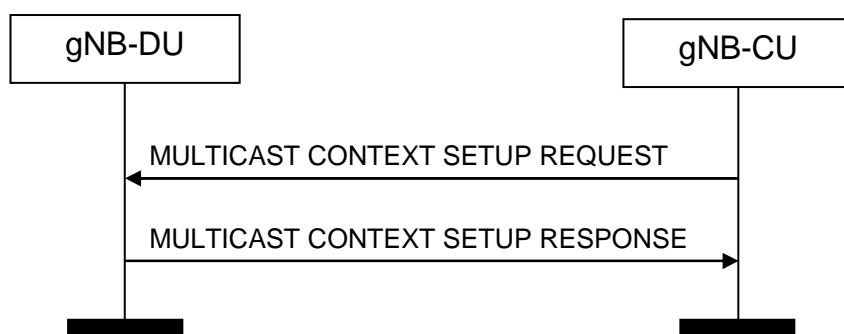 gNB-DU
gNB-CU
MULTICAST CONTEXT SETUP REQUEST
MULTICAST CONTEXT SETUP RESPONSE